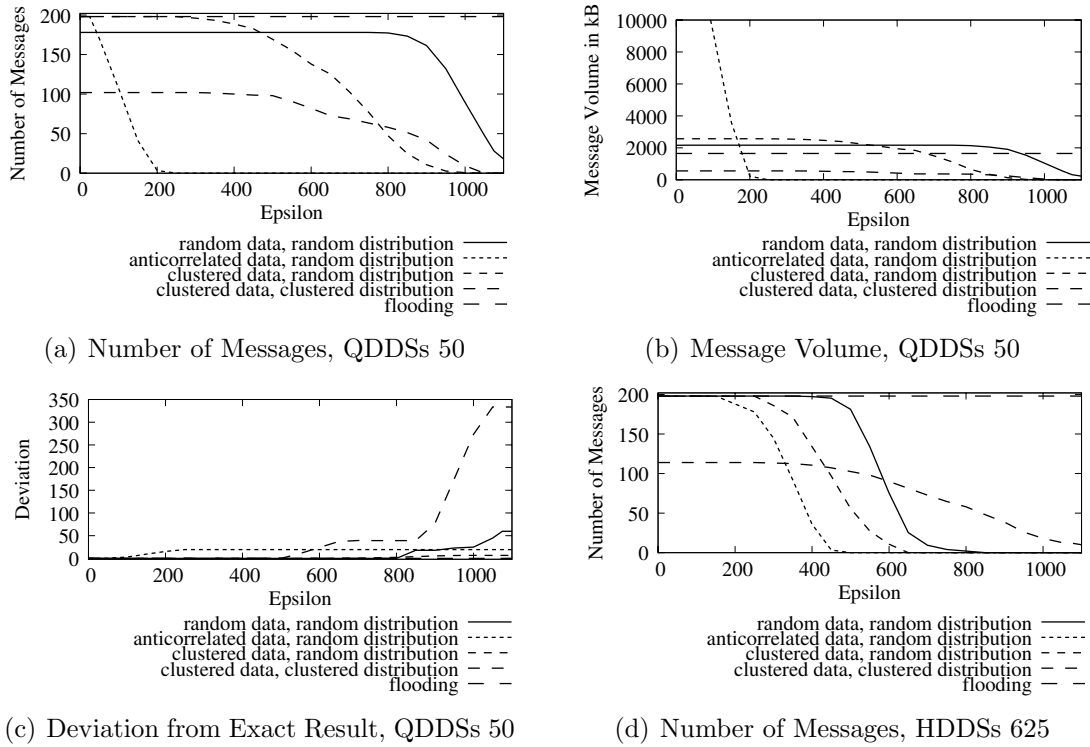 200
150
100
50
0
Number of Messages
0 200 400 600 800 1000
Epsilon
random data, random distribution
anticorrelated data, random distribution
clustered data, random distribution
clustered data, clustered distribution
flooding
(a) Number of Messages, QDDSs 50
10000
8000
6000
4000
2000
0
Message Volume in kB
0 200 400 600 800 1000
Epsilon
random data, random distribution
anticorrelated data, random distribution
clustered data, random distribution
clustered data, clustered distribution
flooding
(b) Message Volume, QDDSs 50
350
300
250
200
150
100
50
0
Deviation
0 200 400 600 800 1000
Epsilon
random data, random distribution
anticorrelated data, random distribution
clustered data, random distribution
clustered data, clustered distribution
flooding
(c) Deviation from Exact Result, QDDSs 50
200
150
100
50
0
Number of Messages
0 200 400 600 800 1000
Epsilon
random data, random distribution
anticorrelated data, random distribution
clustered data, random distribution
clustered data, clustered distribution
flooding
(d) Number of Messages, HDDSs 625